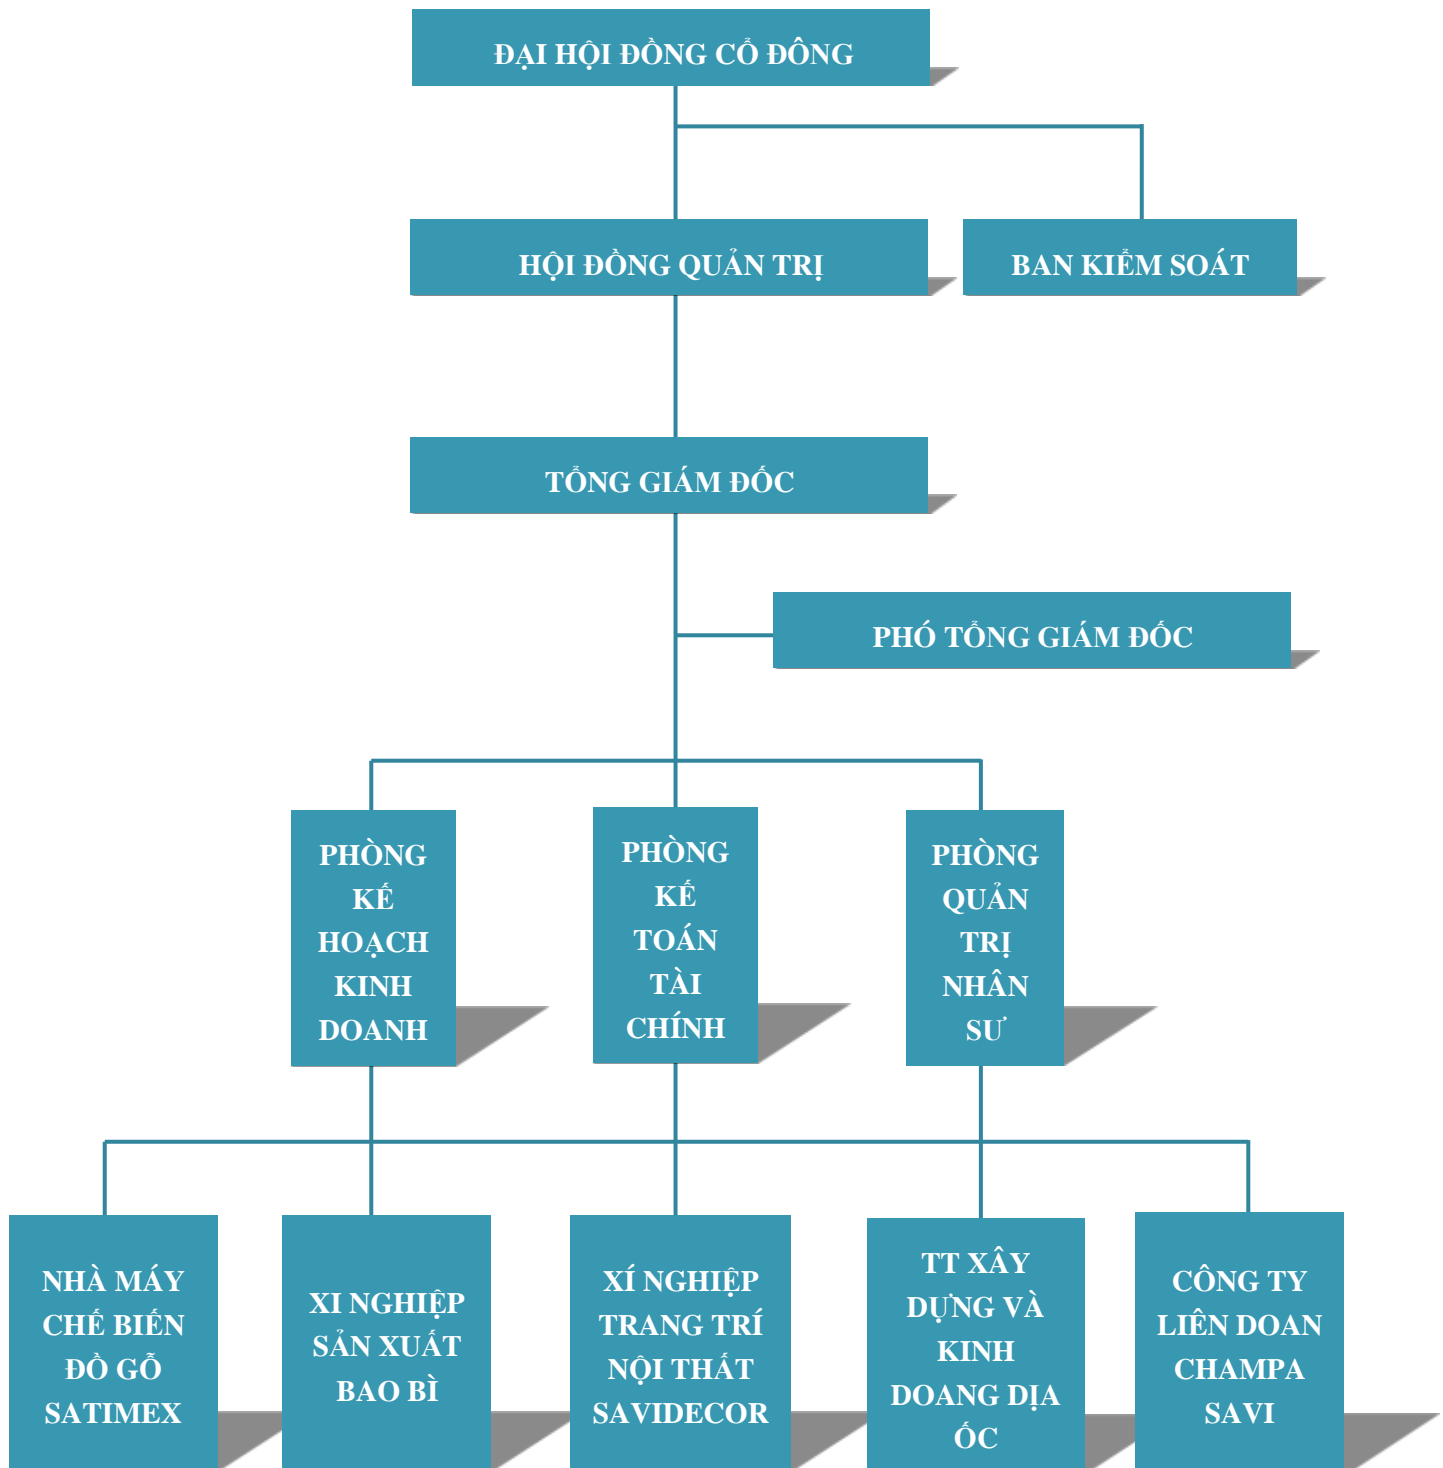 ĐẠI HỘI ĐỒNG CỔ ĐÔNG
HỘI ĐỒNG QUẢN TRỊ
BAN KIỂM SOÁT
TỔNG GIÁM ĐỐC
PHÓ TỔNG GIÁM ĐỐC
PHÒNG
KẾ
HOẠCH
KINH
DOANH
PHÒNG
KẾ
TOÁN
TÀI
CHÍNH
PHÒNG
QUẢN
TRỊ
NHÂN
SƯ
NHÀ MÁY
CHẾ BIẾN
ĐỒ GỖ
SATIMEX
XI NGHIỆP
SẢN XUẤT
BAO BÌ
XÍ NGHIỆP
TRANG TRÍ
NỘI THẤT
SAVIDECOR
TT XÂY
DỰNG VÀ
KINH
DOANG DỊA
ỐC
CÔNG TY
LIÊN DOAN
CHAMPA
SAVI